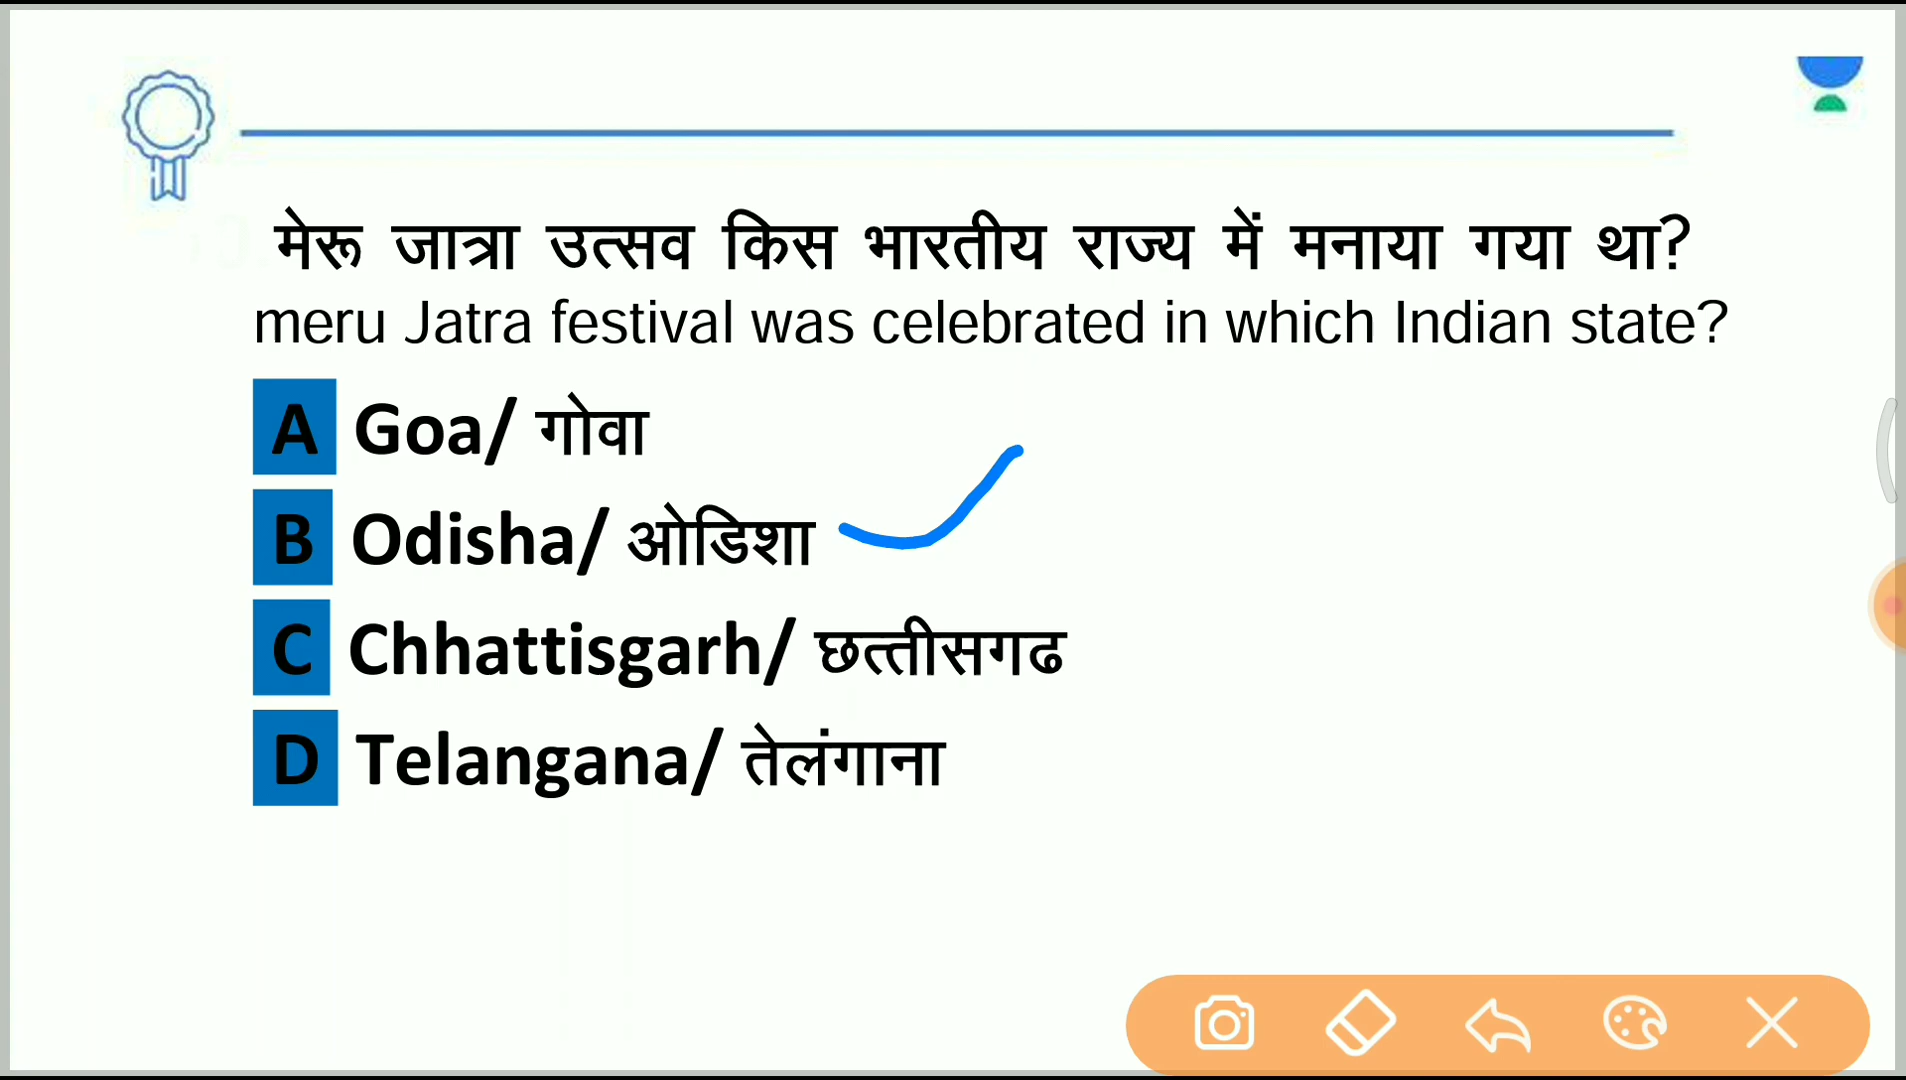 मेरू जात्रा उत्सव किस भारतीय राज्य में मनाया गया था?
meru Jatra festival was celebrated in which Indian state?
A Goa/ गोवा
B Odisha/ ओडिशा
C Chhattisgarh/ छत्तीसगढ
D Telangana/ तेलंगाना